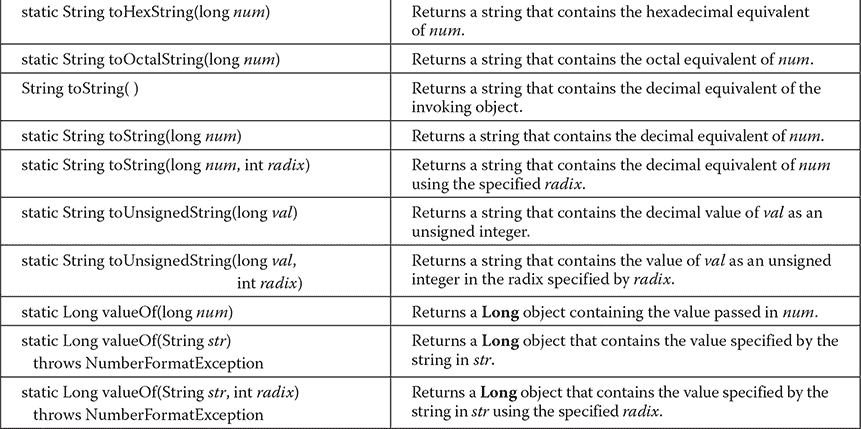 static String toHexString(long num)
Returns a string that contains the hexadecimal equivalent
of num.
static String toOctalString(long num)
Returns a string that contains the octal equivalent of num.
String toString( )
Returns a string that contains the decimal equivalent of the
invoking object.
static String toString(long num)
Returns a string that contains the decimal equivalent of num.
static String toString(long num, int radix)
Returns a string that contains the decimal equivalent of num
using the specified radix.
static String toUnsignedString(long val)
Returns a string that contains the decimal value of val as an
unsigned integer.
static String toUnsignedString(long val,
int radix)
Returns a string that contains the value of val as an unsigned
integer in the radix specified by radix.
static Long valueOf(long num)
Returns a Long object containing the value passed in num.
static Long valueOf(String str)
throws NumberFormatException
Returns a Long object that contains the value specified by the
string in str.
static Long valueOf(String str, int radix)
throws NumberFormatException
Returns a Long object that contains the value specified by the
string in str using the specified radix.